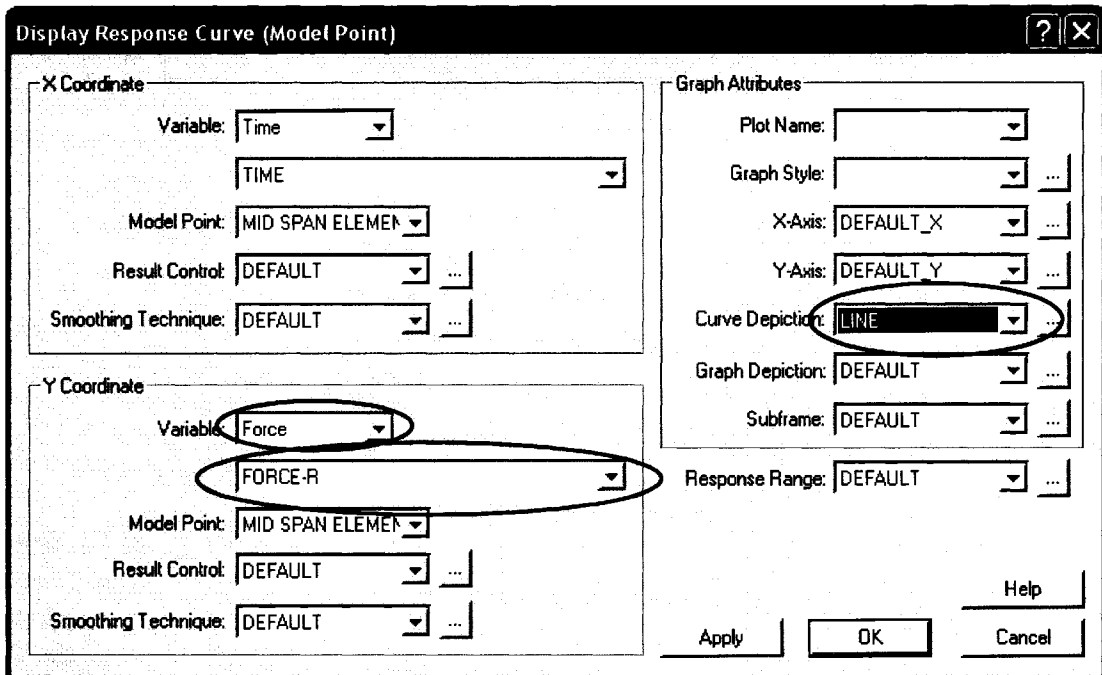 Display Response Curve (Model Point)
X Coordinate
Variable: Time
TIME
Model Point: MID SPAN ELEMEN
Result Control: DEFAULT ...
Smoothing Technique: DEFAULT ...
Y Coordinate
Variable Force
FORCE-R
Model Point: MID SPAN ELEMEN
Result Control: DEFAULT ...
Smoothing Technique: DEFAULT ...
Graph Attributes
Plot Name:
Graph Style: ...
X-Axis: DEFAULT_X ...
Y-Axis: DEFAULT_Y ...
Curve Depiction: LINE ...
Graph Depiction: DEFAULT ...
Subframe: DEFAULT ...
Response Range: DEFAULT ...
Help
Apply OK Cancel